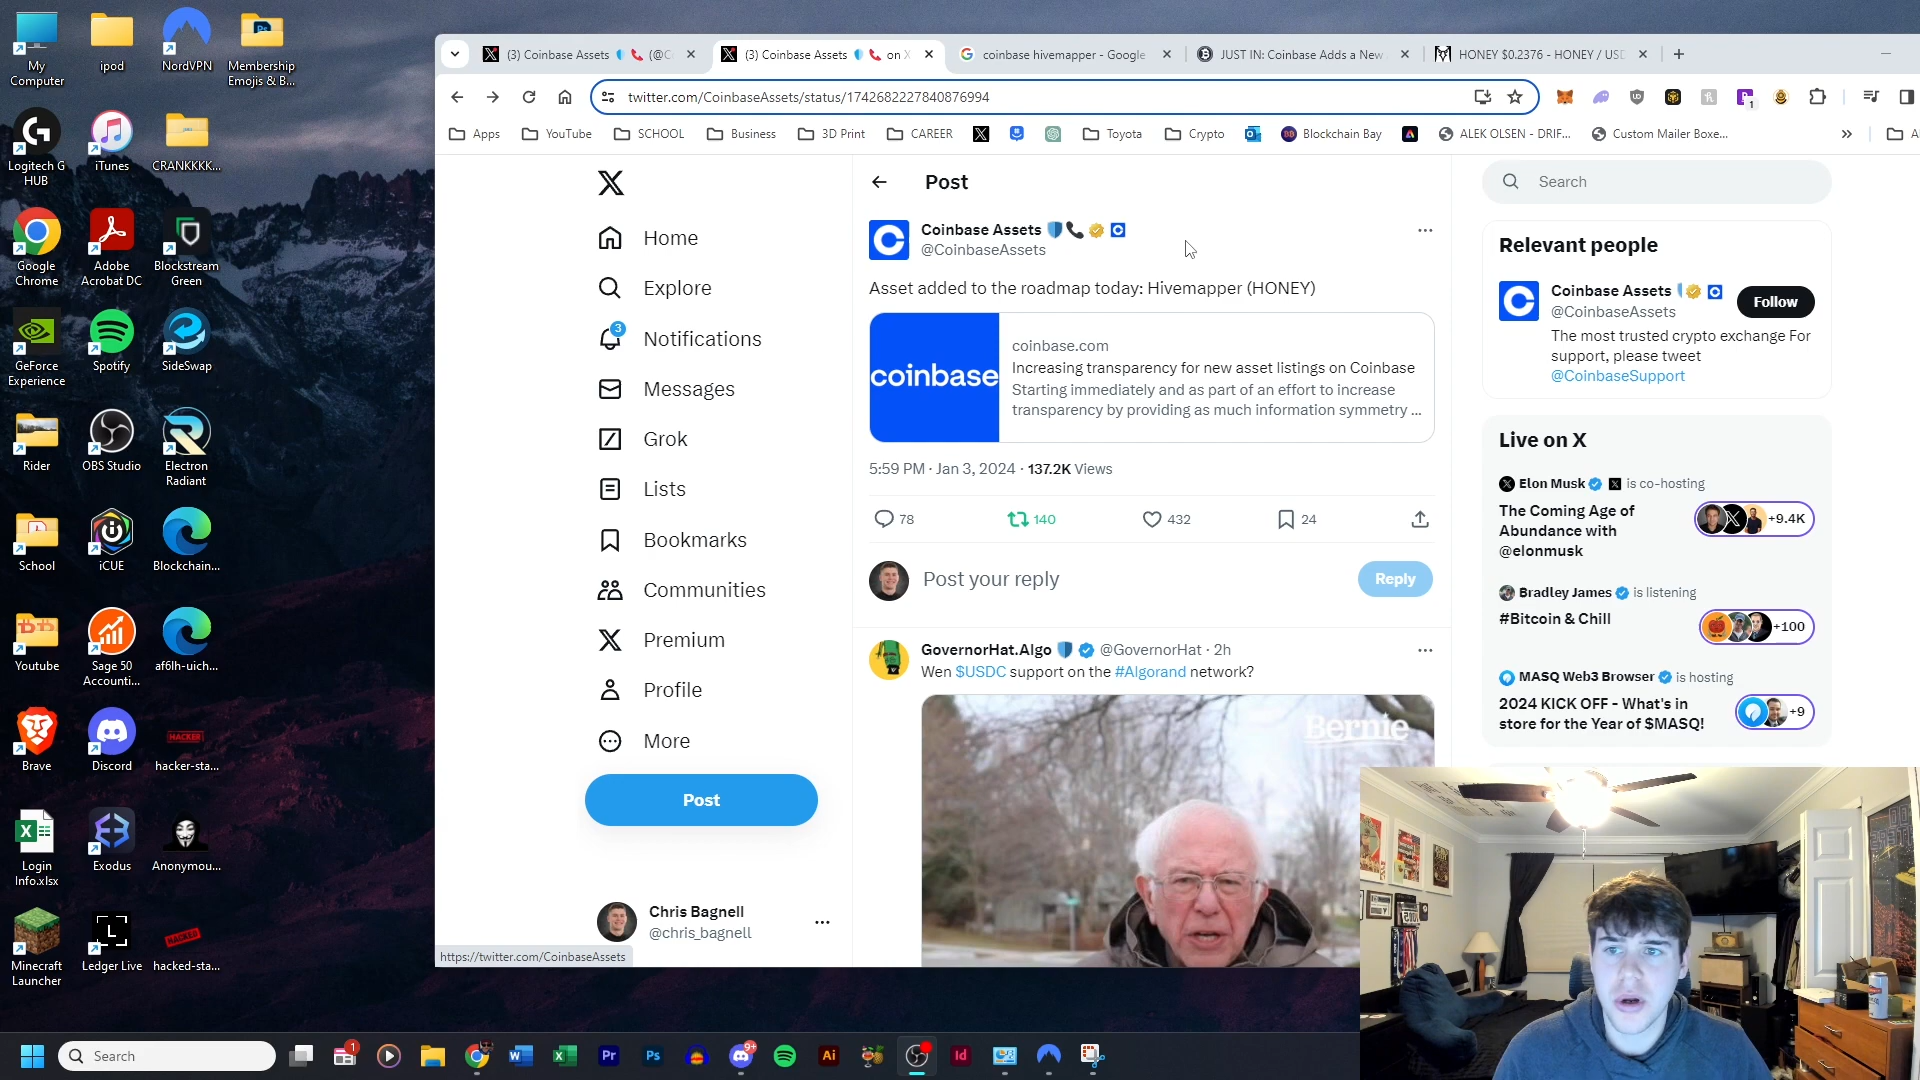 My Computer
ipod
NordVPN
Membership Emojis & B...
Logitech G HUB
iTunes
CRANKKKK...
Google Chrome
Adobe Acrobat DC
Blockstream Green
GeForce Experience
Spotify
SideSwap
Rider
OBS Studio
Electron Radiant
School
iCUE
Blockchain...
Youtube
Sage 50 Accounti...
af6lh-uich...
Brave
Discord
HACKER
hacker-sta...
Login Info.xlsx
Exodus
Anonymou...
Minecraft Launcher
Ledger Live
HACKED
hacked-sta...
(3) Coinbase Assets
(3) Coinbase Assets on X
coinbase hivemapper - Google
JUST IN: Coinbase Adds a New
HONEY $0.2376 - HONEY / USD
twitter.com/CoinbaseAssets/status/1742682227840876994
Apps
YouTube
SCHOOL
Business
3D Print
CAREER
Toyota
Crypto
Blockchain Bay
ALEK OLSEN - DRIF...
Custom Mailer Boxe...
Home
Explore
3
Notifications
Messages
Grok
Lists
Bookmarks
Communities
Premium
Profile
More
Post
Chris Bagnell
@chris_bagnell
https://twitter.com/CoinbaseAssets
Post
Coinbase Assets
@CoinbaseAssets
Asset added to the roadmap today: Hivemapper (HONEY)
coinbase
coinbase.com
Increasing transparency for new asset listings on Coinbase
Starting immediately and as part of an effort to increase
transparency by providing as much information symmetry ...
5:59 PM · Jan 3, 2024 · 137.2K Views
78
140
432
24
Post your reply
Reply
GovernorHat.Algo @GovernorHat · 2h
Wen $USDC support on the #Algorand network?
Bernie
Search
Relevant people
Coinbase Assets
@CoinbaseAssets
Follow
The most trusted crypto exchange For
support, please tweet
@CoinbaseSupport
Live on X
Elon Musk is co-hosting
The Coming Age of
Abundance with
@elonmusk
+9.4K
Bradley James is listening
#Bitcoin & Chill
+100
MASQ Web3 Browser is hosting
2024 KICK OFF - What's in
store for the Year of $MASQ!
+9
Search
1
9+